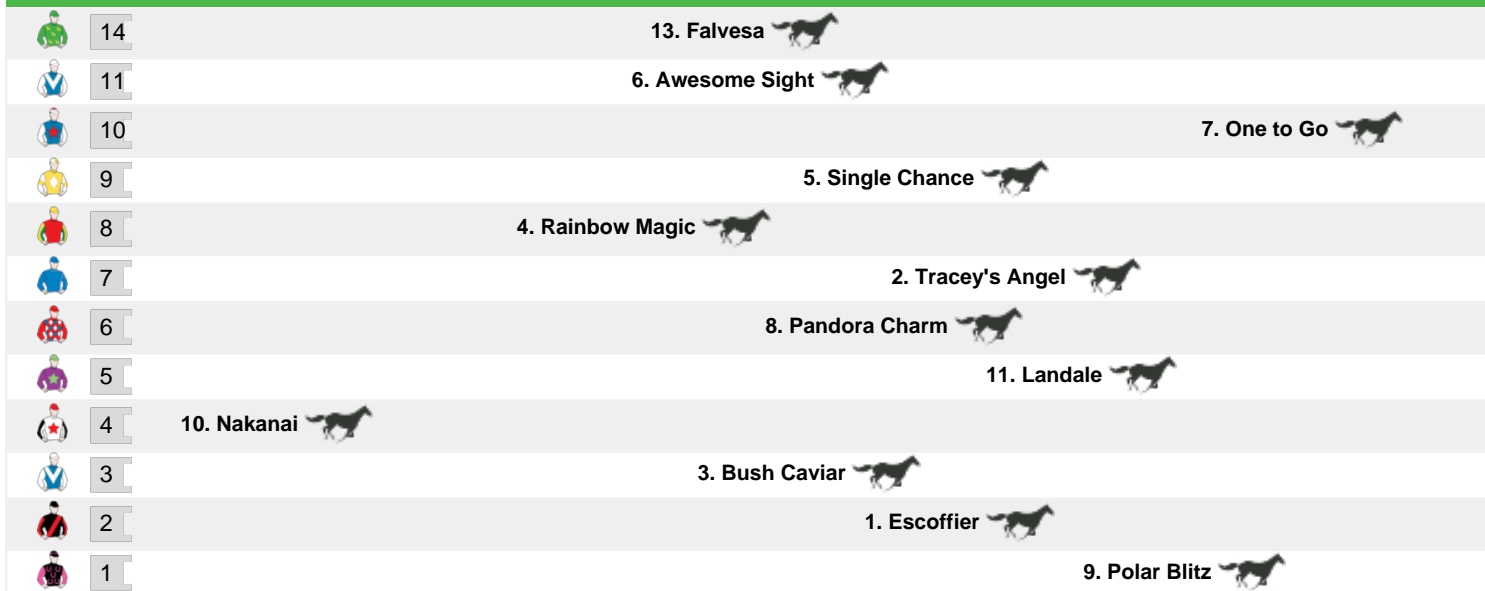 14 13. Falvesa
11 6. Awesome Sight
10 7. One to Go
9 5. Single Chance
8 4. Rainbow Magic
7 2. Tracey's Angel
6 8. Pandora Charm
5 11. Landale
4 10. Nakanai
3 3. Bush Caviar
2 1. Escoffier
1 9. Polar Blitz